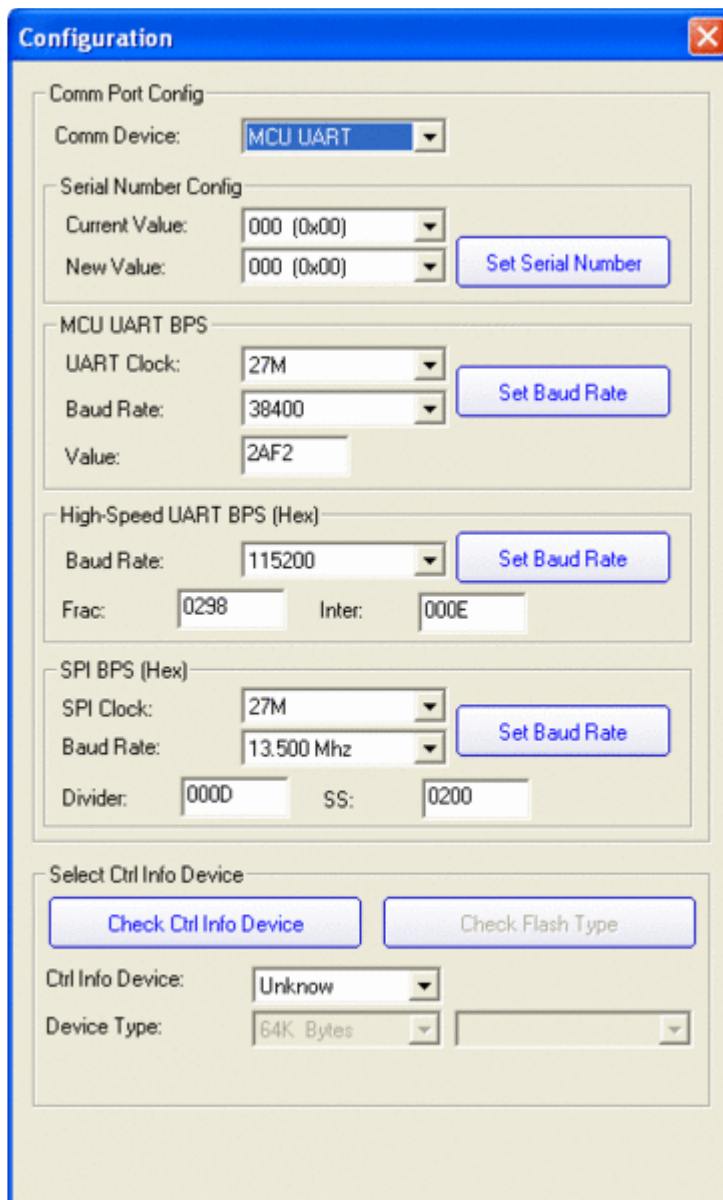 Configuration
Comm Port Config
Comm Device: MCU UART
Serial Number Config
Current Value: 000 (0x00)
New Value: 000 (0x00)
Set Serial Number
MCU UART BPS
UART Clock: 27M
Set Baud Rate
Baud Rate: 38400
Value: 2AF2
High-Speed UART BPS (Hex)
Baud Rate: 115200 Set Baud Rate
Frac: 0298 Inter: 000E
SPI BPS (Hex)
SPI Clock: 27M
Set Baud Rate
Baud Rate: 13.500 Mhz
Divider: 000D SS: 0200
Select Ctrl Info Device
Check Ctrl Info Device Check Flash Type
Ctrl Info Device: Unknow
Device Type: 64K Bytes